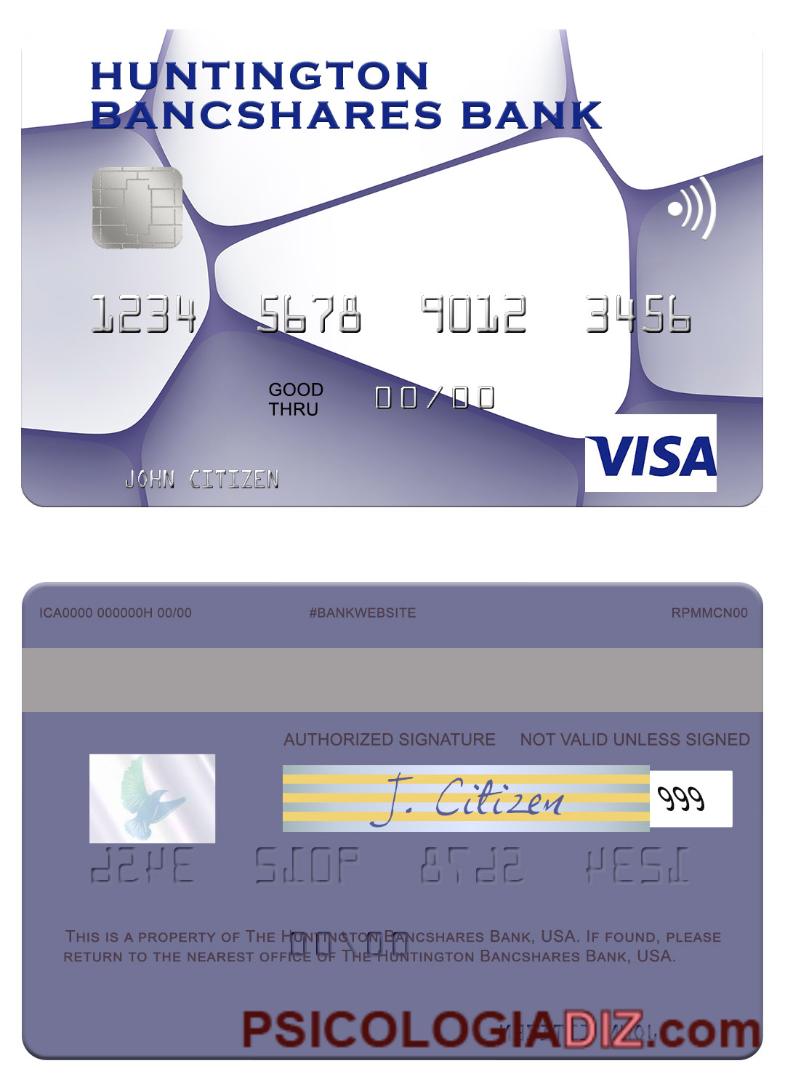 HUNTINGTON
BANCSHARES BANK
1234 5678 9012 3456
GOOD
THRU
00/00
JOHN CITIZEN
VISA
ICA0000 000000H 00/00 #BANKWEBSITE RPMMCN00
AUTHORIZED SIGNATURE NOT VALID UNLESS SIGNED
J. Citizen
999
THIS IS A PROPERTY OF THE HUNTINGTON BANCSHARES BANK, USA. IF FOUND, PLEASE
RETURN TO THE NEAREST OFFICE OF THE HUNTINGTON BANCSHARES BANK, USA.
PSICOLOGIADIZ.com